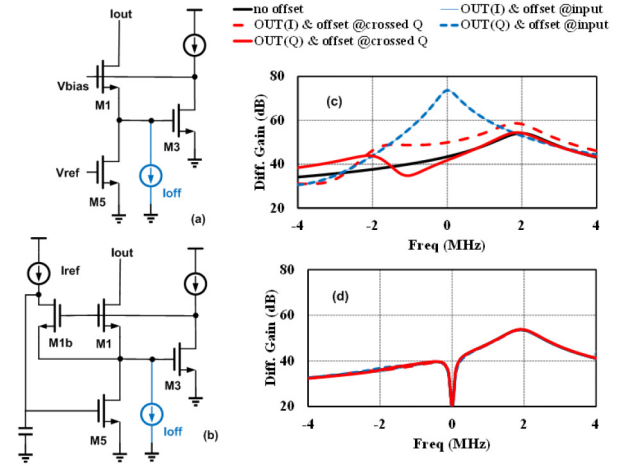 Iout
Vbias
M1
M3
Vref
M5
Ioff
(a)
Iref
Iout
M1b
M1
M3
M5
Ioff
(b)
no offset
OUT(I) & offset @input
OUT(I) & offset @crossed Q
OUT(Q) & offset @input
OUT(Q) & offset @crossed Q
80
60
40
20
Diff. Gain (dB)
(c)
-4 -2 0 2 4
Freq (MHz)
80
60
40
20
Diff. Gain (dB)
(d)
-4 -2 0 2 4
Freq (MHz)